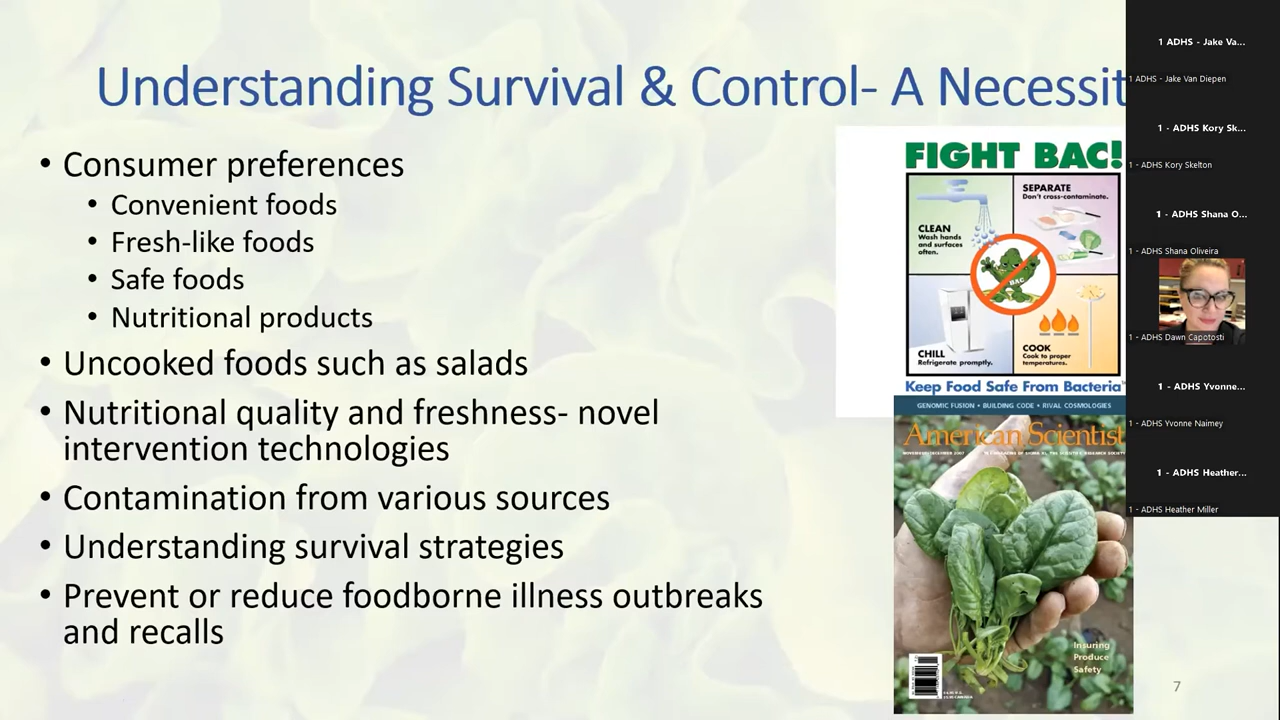 Understanding Survival & Control- A Necessit
• Consumer preferences
• Convenient foods
• Fresh-like foods
• Safe foods
• Nutritional products
• Uncooked foods such as salads
• Nutritional quality and freshness- novel
intervention technologies
• Contamination from various sources
• Understanding survival strategies
• Prevent or reduce foodborne illness outbreaks
and recalls
FIGHT BAC!
CLEAN
Wash hands
and surfaces
often.
SEPARATE
Don't cross-contaminate.
BAC
CHILL
Refrigerate promptly.
COOK
Cook to proper
temperatures.
Keep Food Safe From Bacteria
GENOMIC FUSION • BUILDING CODE • RIVAL COSMOLOGIES
American Scientist
Insuring
Produce
Safety
7
1 ADHS - Jake Va...
1 ADHS - Jake Van Diepen
1 - ADHS Kory Sk...
1 - ADHS Kory Skelton
1 - ADHS Shana O...
1 - ADHS Shana Oliveira
1 - ADHS Dawn Capotosti
1 - ADHS Yvonne...
1 - ADHS Yvonne Naimey
1 - ADHS Heather...
1 - ADHS Heather Miller